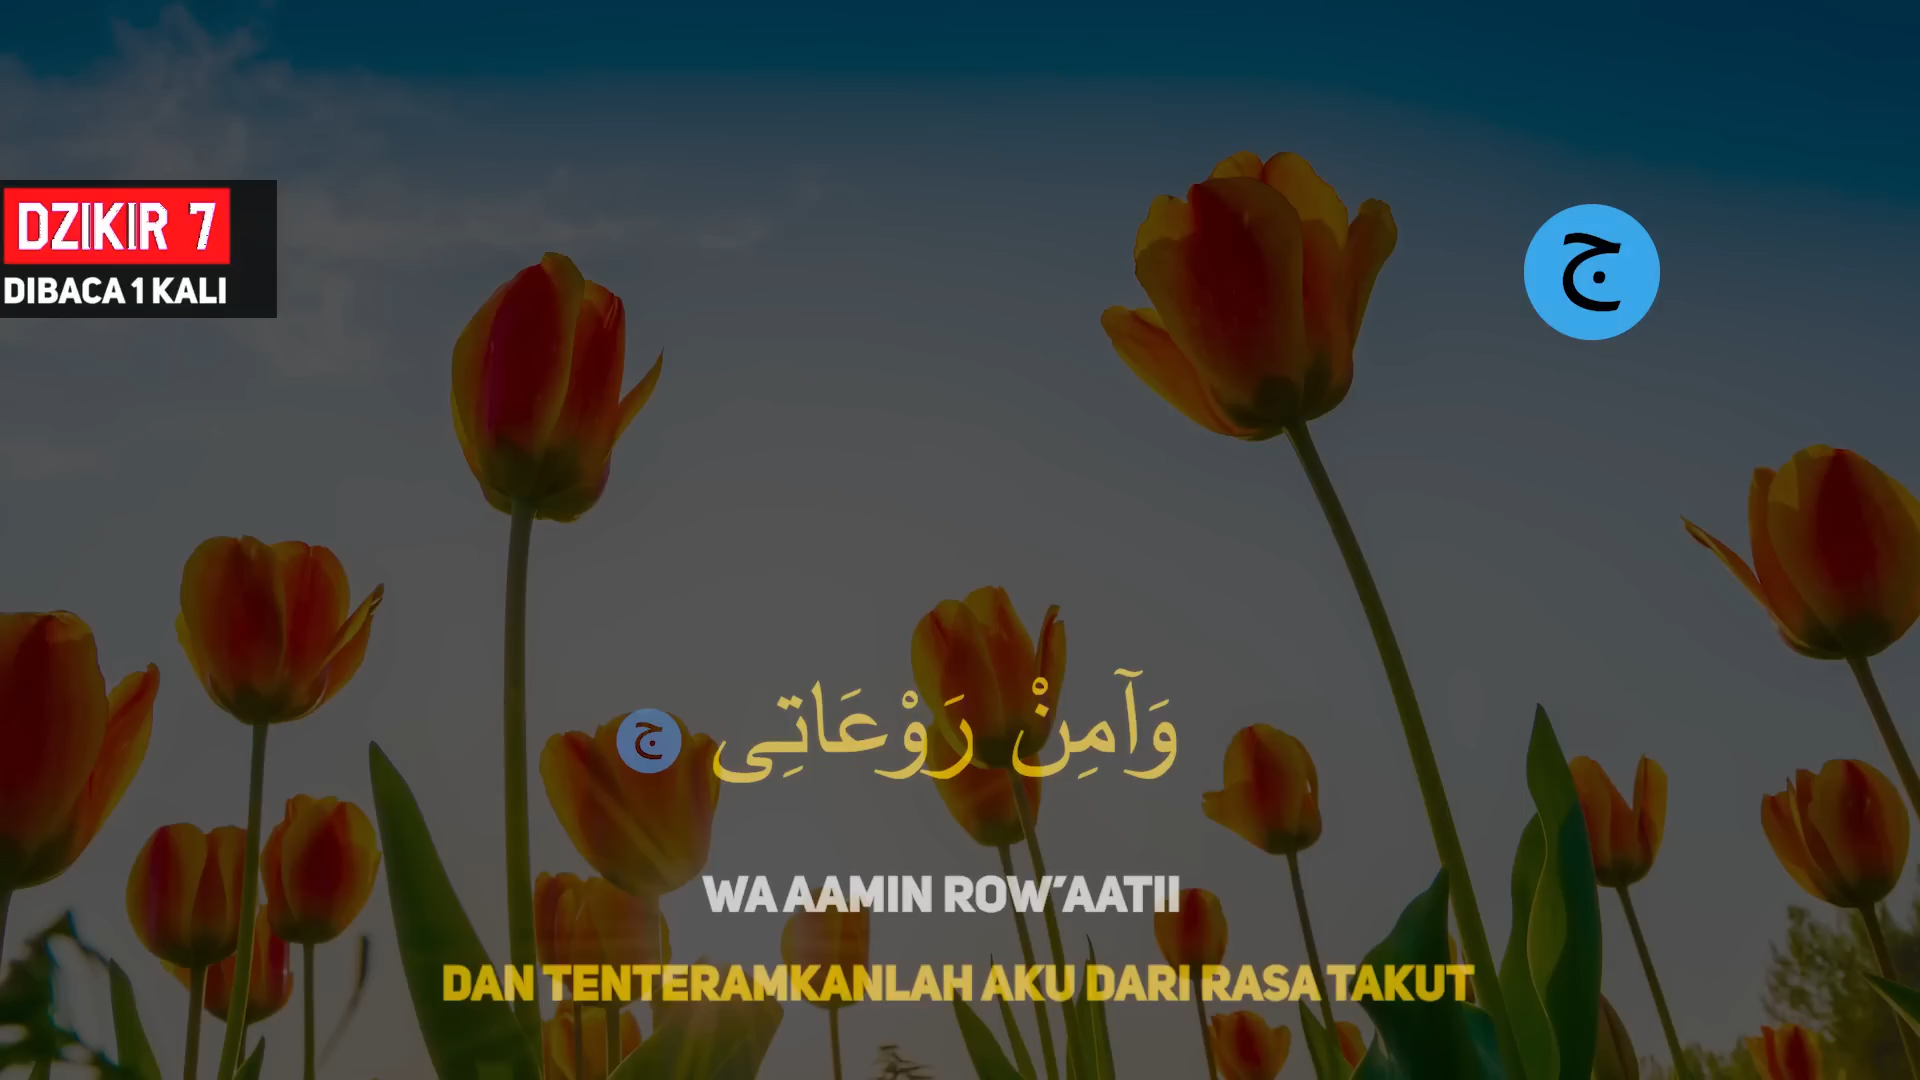 DZIKIR 7
DIBACA 1 KALI
ج
وَآمِنْ رَوْعَاتِى ج
WA AAMIN ROW'AATII
DAN TENTERAMKANLAH AKU DARI RASA TAKUT